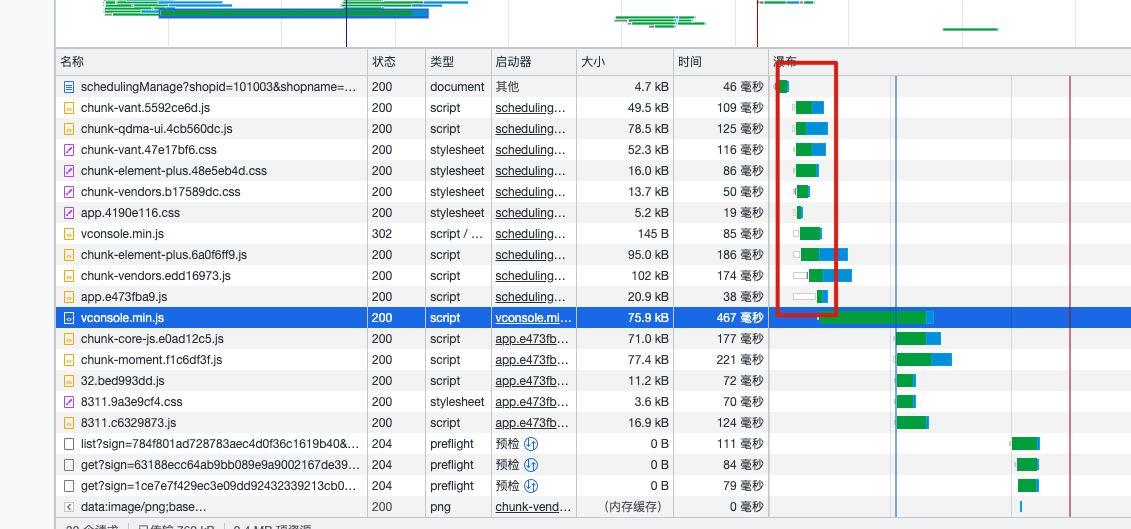 名称 状态 类型 启动器 大小 时间 瀑布
schedulingManage?shopid=101003&shopname=... 200 document 其他 4.7 kB 46 毫秒
chunk-vant.5592ce6d.js 200 script scheduling... 49.5 kB 109 毫秒
chunk-qdma-ui.4cb560dc.js 200 script scheduling... 78.5 kB 125 毫秒
chunk-vant.47e17bf6.css 200 stylesheet scheduling... 52.3 kB 116 毫秒
chunk-element-plus.48e5eb4d.css 200 stylesheet scheduling... 16.0 kB 86 毫秒
chunk-vendors.b17589dc.css 200 stylesheet scheduling... 13.7 kB 50 毫秒
app.4190e116.css 200 stylesheet scheduling... 5.2 kB 19 毫秒
vconsole.min.js 302 script / ... scheduling... 145 B 85 毫秒
chunk-element-plus.6a0f6ff9.js 200 script scheduling... 95.0 kB 186 毫秒
chunk-vendors.edd16973.js 200 script scheduling... 102 kB 174 毫秒
app.e473fba9.js 200 script scheduling... 20.9 kB 38 毫秒
vconsole.min.js 200 script vconsole.mi... 75.9 kB 467 毫秒
chunk-core-js.e0ad12c5.js 200 script app.e473fb... 71.0 kB 177 毫秒
chunk-moment.f1c6df3f.js 200 script app.e473fb... 77.4 kB 221 毫秒
32.bed993dd.js 200 script app.e473fb... 11.2 kB 72 毫秒
8311.9a3e9cf4.css 200 stylesheet app.e473fb... 3.6 kB 70 毫秒
8311.c6329873.js 200 script app.e473fb... 16.9 kB 124 毫秒
list?sign=784f801ad728783aec4d0f36c1619b40&... 204 preflight 预检 0 B 111 毫秒
get?sign=63188ecc64ab9bb089e9a9002167de39... 204 preflight 预检 0 B 84 毫秒
get?sign=1ce7e7f429ec3e09dd92432339213cb0... 204 preflight 预检 0 B 79 毫秒
data:image/png;base... 200 png chunk-vend... (内存缓存) 0 毫秒